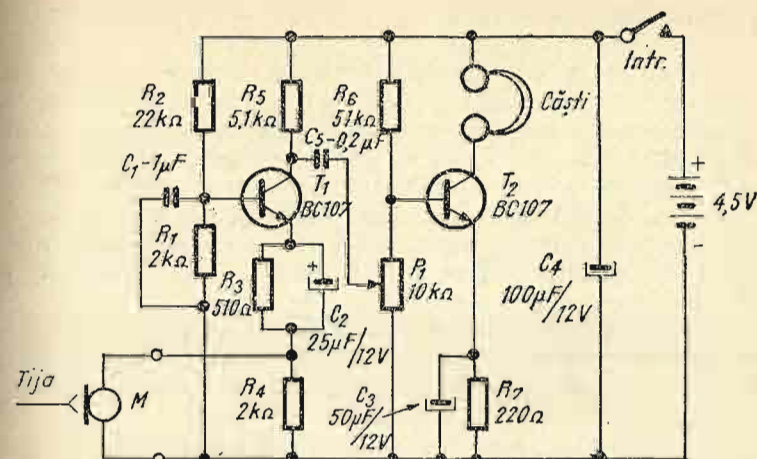 Intr.
R2
22kΩ
R5
5,1kΩ
R6
51kΩ
Căști
C5-0,2μF
C1-1μF
T1
BC107
T2
BC107
+
4,5V
-
R1
2kΩ
R3
510Ω
+
C2
25μF/12V
P1
10kΩ
C4
100μF/12V
Tija
M
R4
2kΩ
C3
50μF/12V
R7
220Ω